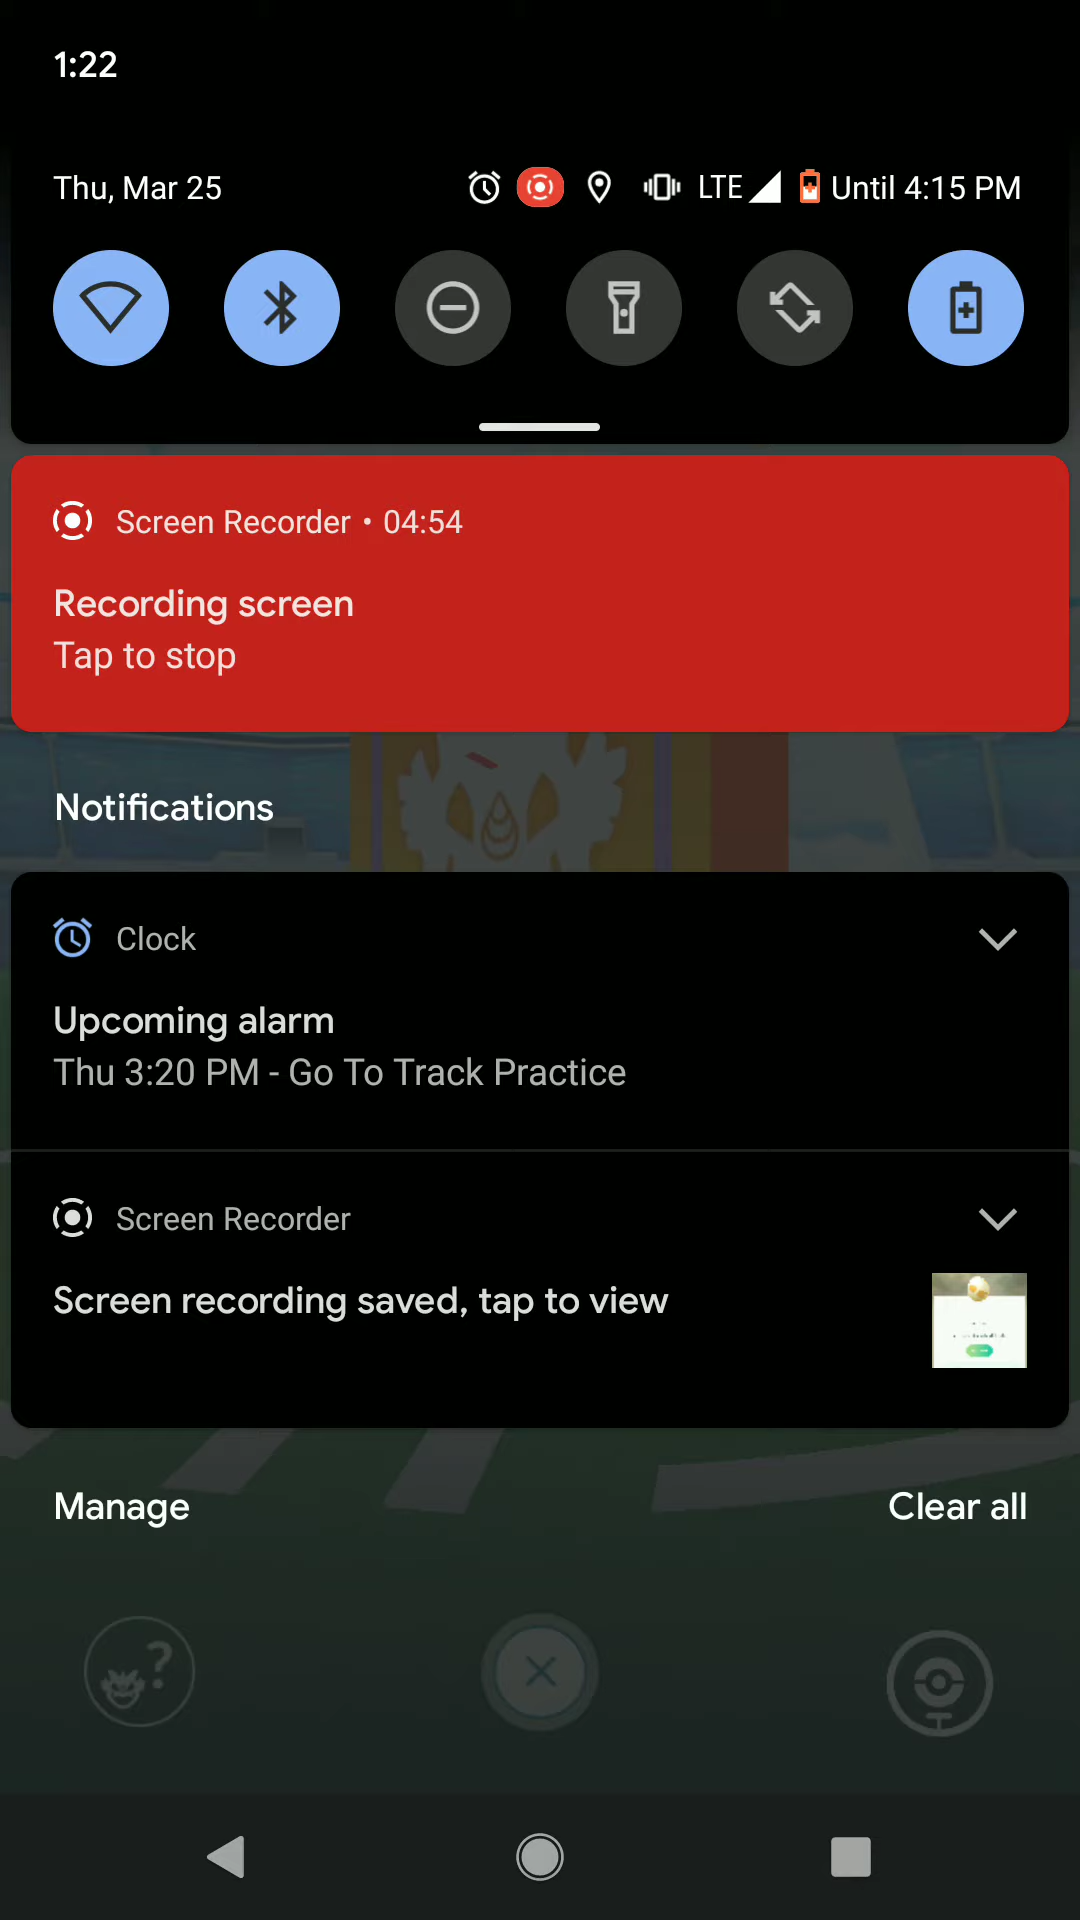 1:22
Thu, Mar 25
LTE
Until 4:15 PM
Screen Recorder • 04:54
Recording screen
Tap to stop
Notifications
Clock
Upcoming alarm
Thu 3:20 PM - Go To Track Practice
Screen Recorder
Screen recording saved, tap to view
Manage
Clear all
?